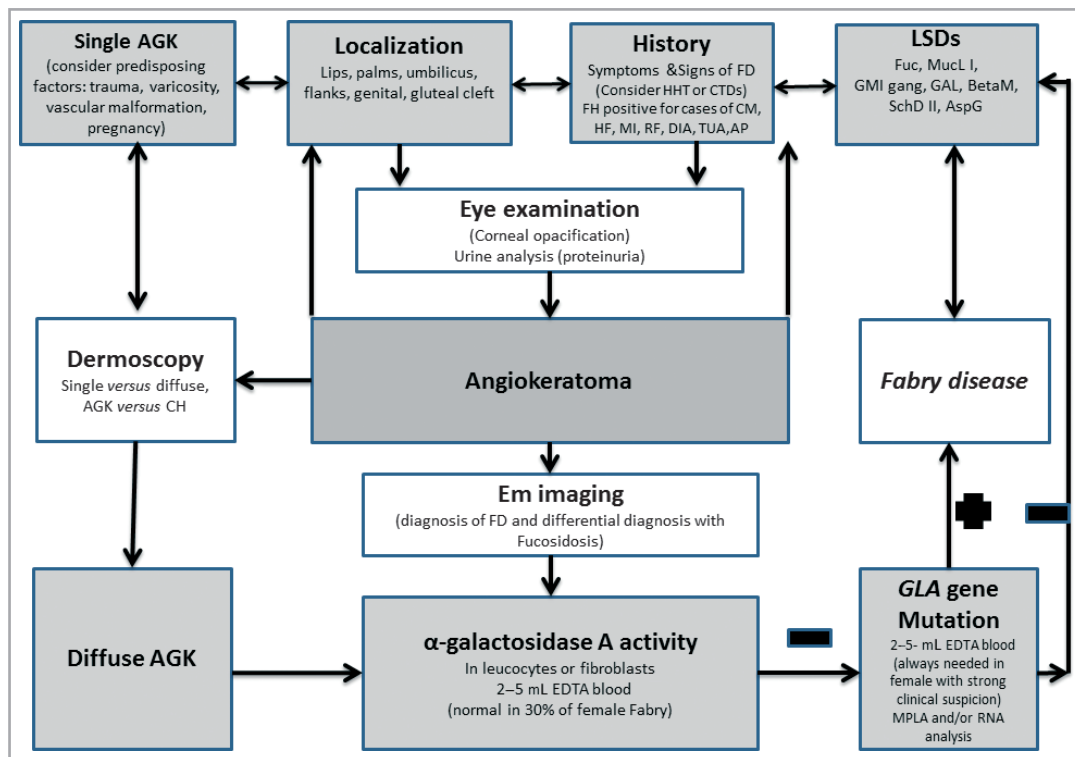 Single AGK
(consider predisposing
factors: trauma, varicosity,
vascular malformation,
pregnancy)
Localization
Lips, palms, umbilicus,
flanks, genital, gluteal cleft
History
Symptoms &Signs of FD
(Consider HHT or CTDs)
FH positive for cases of CM,
HF, MI, RF, DIA, TUA,AP
LSDs
Fuc, MucL I,
GMI gang, GAL, BetaM,
SchD II, AspG
Eye examination
(Corneal opacification)
Urine analysis (proteinuria)
Dermoscopy
Single versus diffuse,
AGK versus CH
Angiokeratoma
Fabry disease
Em imaging
(diagnosis of FD and differential diagnosis with
Fucosidosis)
Diffuse AGK
α-galactosidase A activity
In leucocytes or fibroblasts
2–5 mL EDTA blood
(normal in 30% of female Fabry)
GLA gene
Mutation
2–5- mL EDTA blood
(always needed in
female with strong
clinical suspicion)
MPLA and/or RNA
analysis